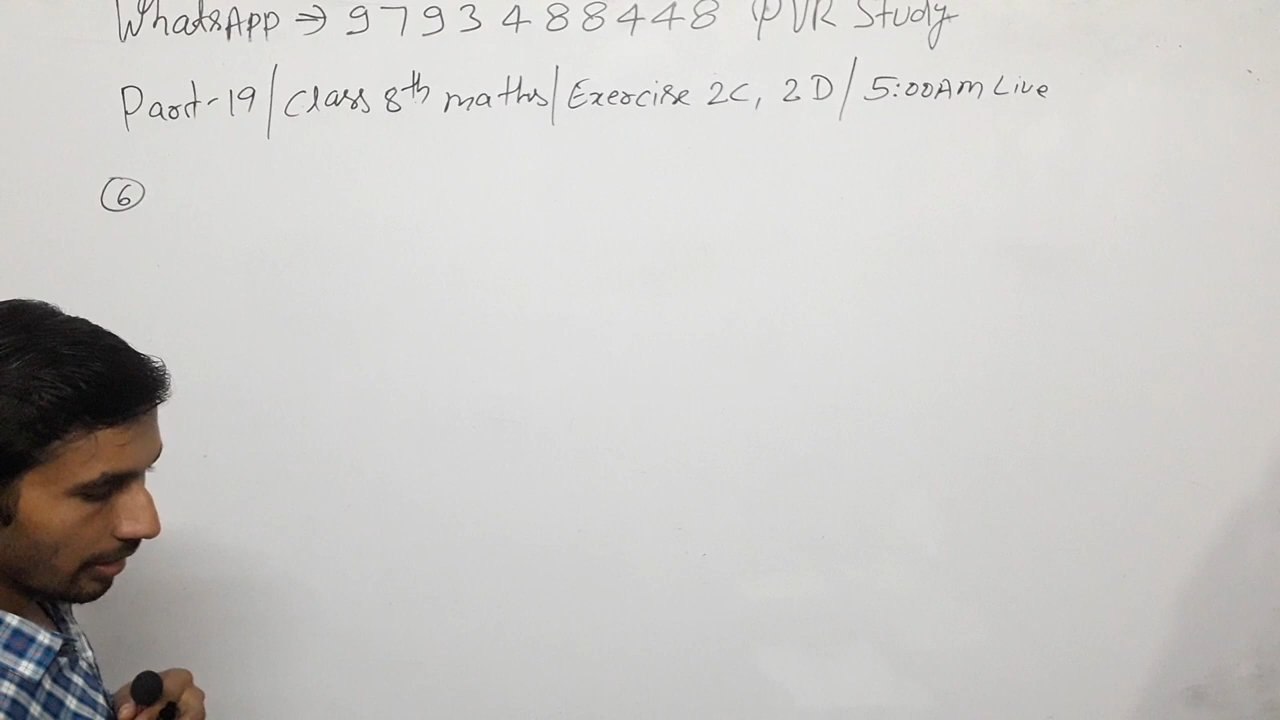 WhatsApp ⇒ 9793488448 PVR Study
Part-19/Class 8th maths/Exercise 2C, 2D/5:00AM Live
6